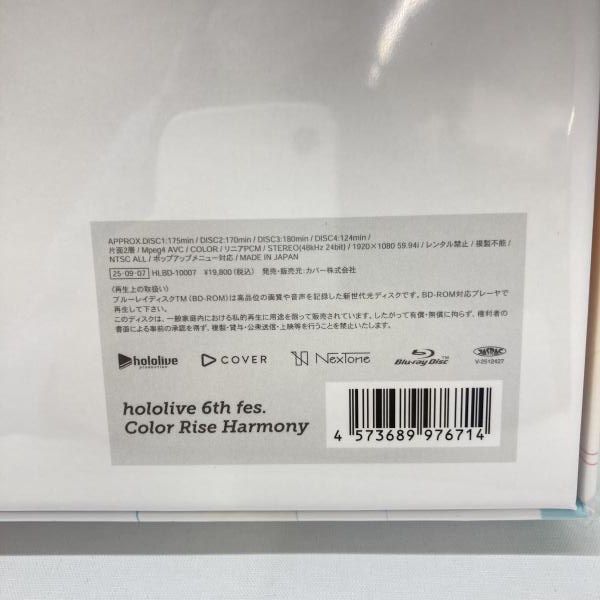 APPROX.DISC1:175min / DISC2:170min / DISC3:180min / DISC4:124min /
片面2層 / Mpeg4 AVC / COLOR / リニアPCM / STEREO(48kHz 24bit) / 1920×1080 59.94i / レンタル禁止 / 複製不能 /
NTSC ALL / ポップアップメニュー対応 / MADE IN JAPAN
25・09・07 HLBD-10007 ¥19,800(税込) 発売・販売元:カバー株式会社
〈再生上の取扱い〉
ブルーレイディスクTM(BD-ROM)は高品位の画質や音声を記録した新世代光ディスクです。BD-ROM対応プレーヤで
再生して下さい。
このディスクは、一般家庭内における私的再生に用途を限って販売されています。したがって有償・無償に拘らず、権利者の
書面による事前の承諾を得ず、複製・貸与・公衆送信・上映等を行うことを禁止いたします。
hololive production COVER NexTone Blu-ray Disc TM V-2512427
hololive 6th fes.
Color Rise Harmony
4 573689 976714